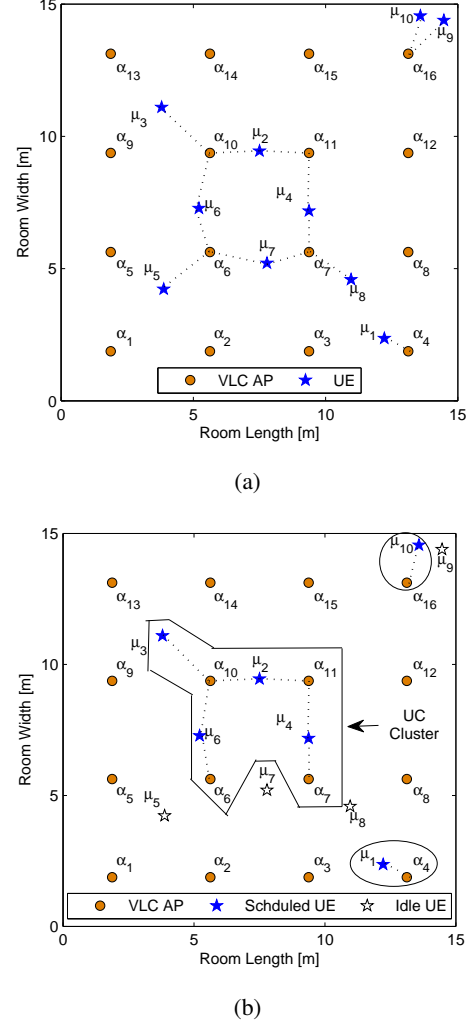 15
μ10
μ9
α13
α14
α15
α16
μ3
10
α9
α10
μ2
α11
α12
μ6
μ4
μ7
5
α5
μ5
α6
α7
μ8
α8
μ1
α1
α2
α3
α4
VLC AP
UE
0
0
5
10
15
Room Width [m]
Room Length [m]
(a)
15
μ10
μ9
α13
α14
α15
α16
μ3
10
α9
α10
μ2
α11
α12
μ6
μ4
UC
Cluster
μ7
5
α5
μ5
α6
α7
μ8
α8
μ1
α1
α2
α3
α4
VLC AP
Schduled UE
Idle UE
0
0
5
10
15
Room Width [m]
Room Length [m]
(b)